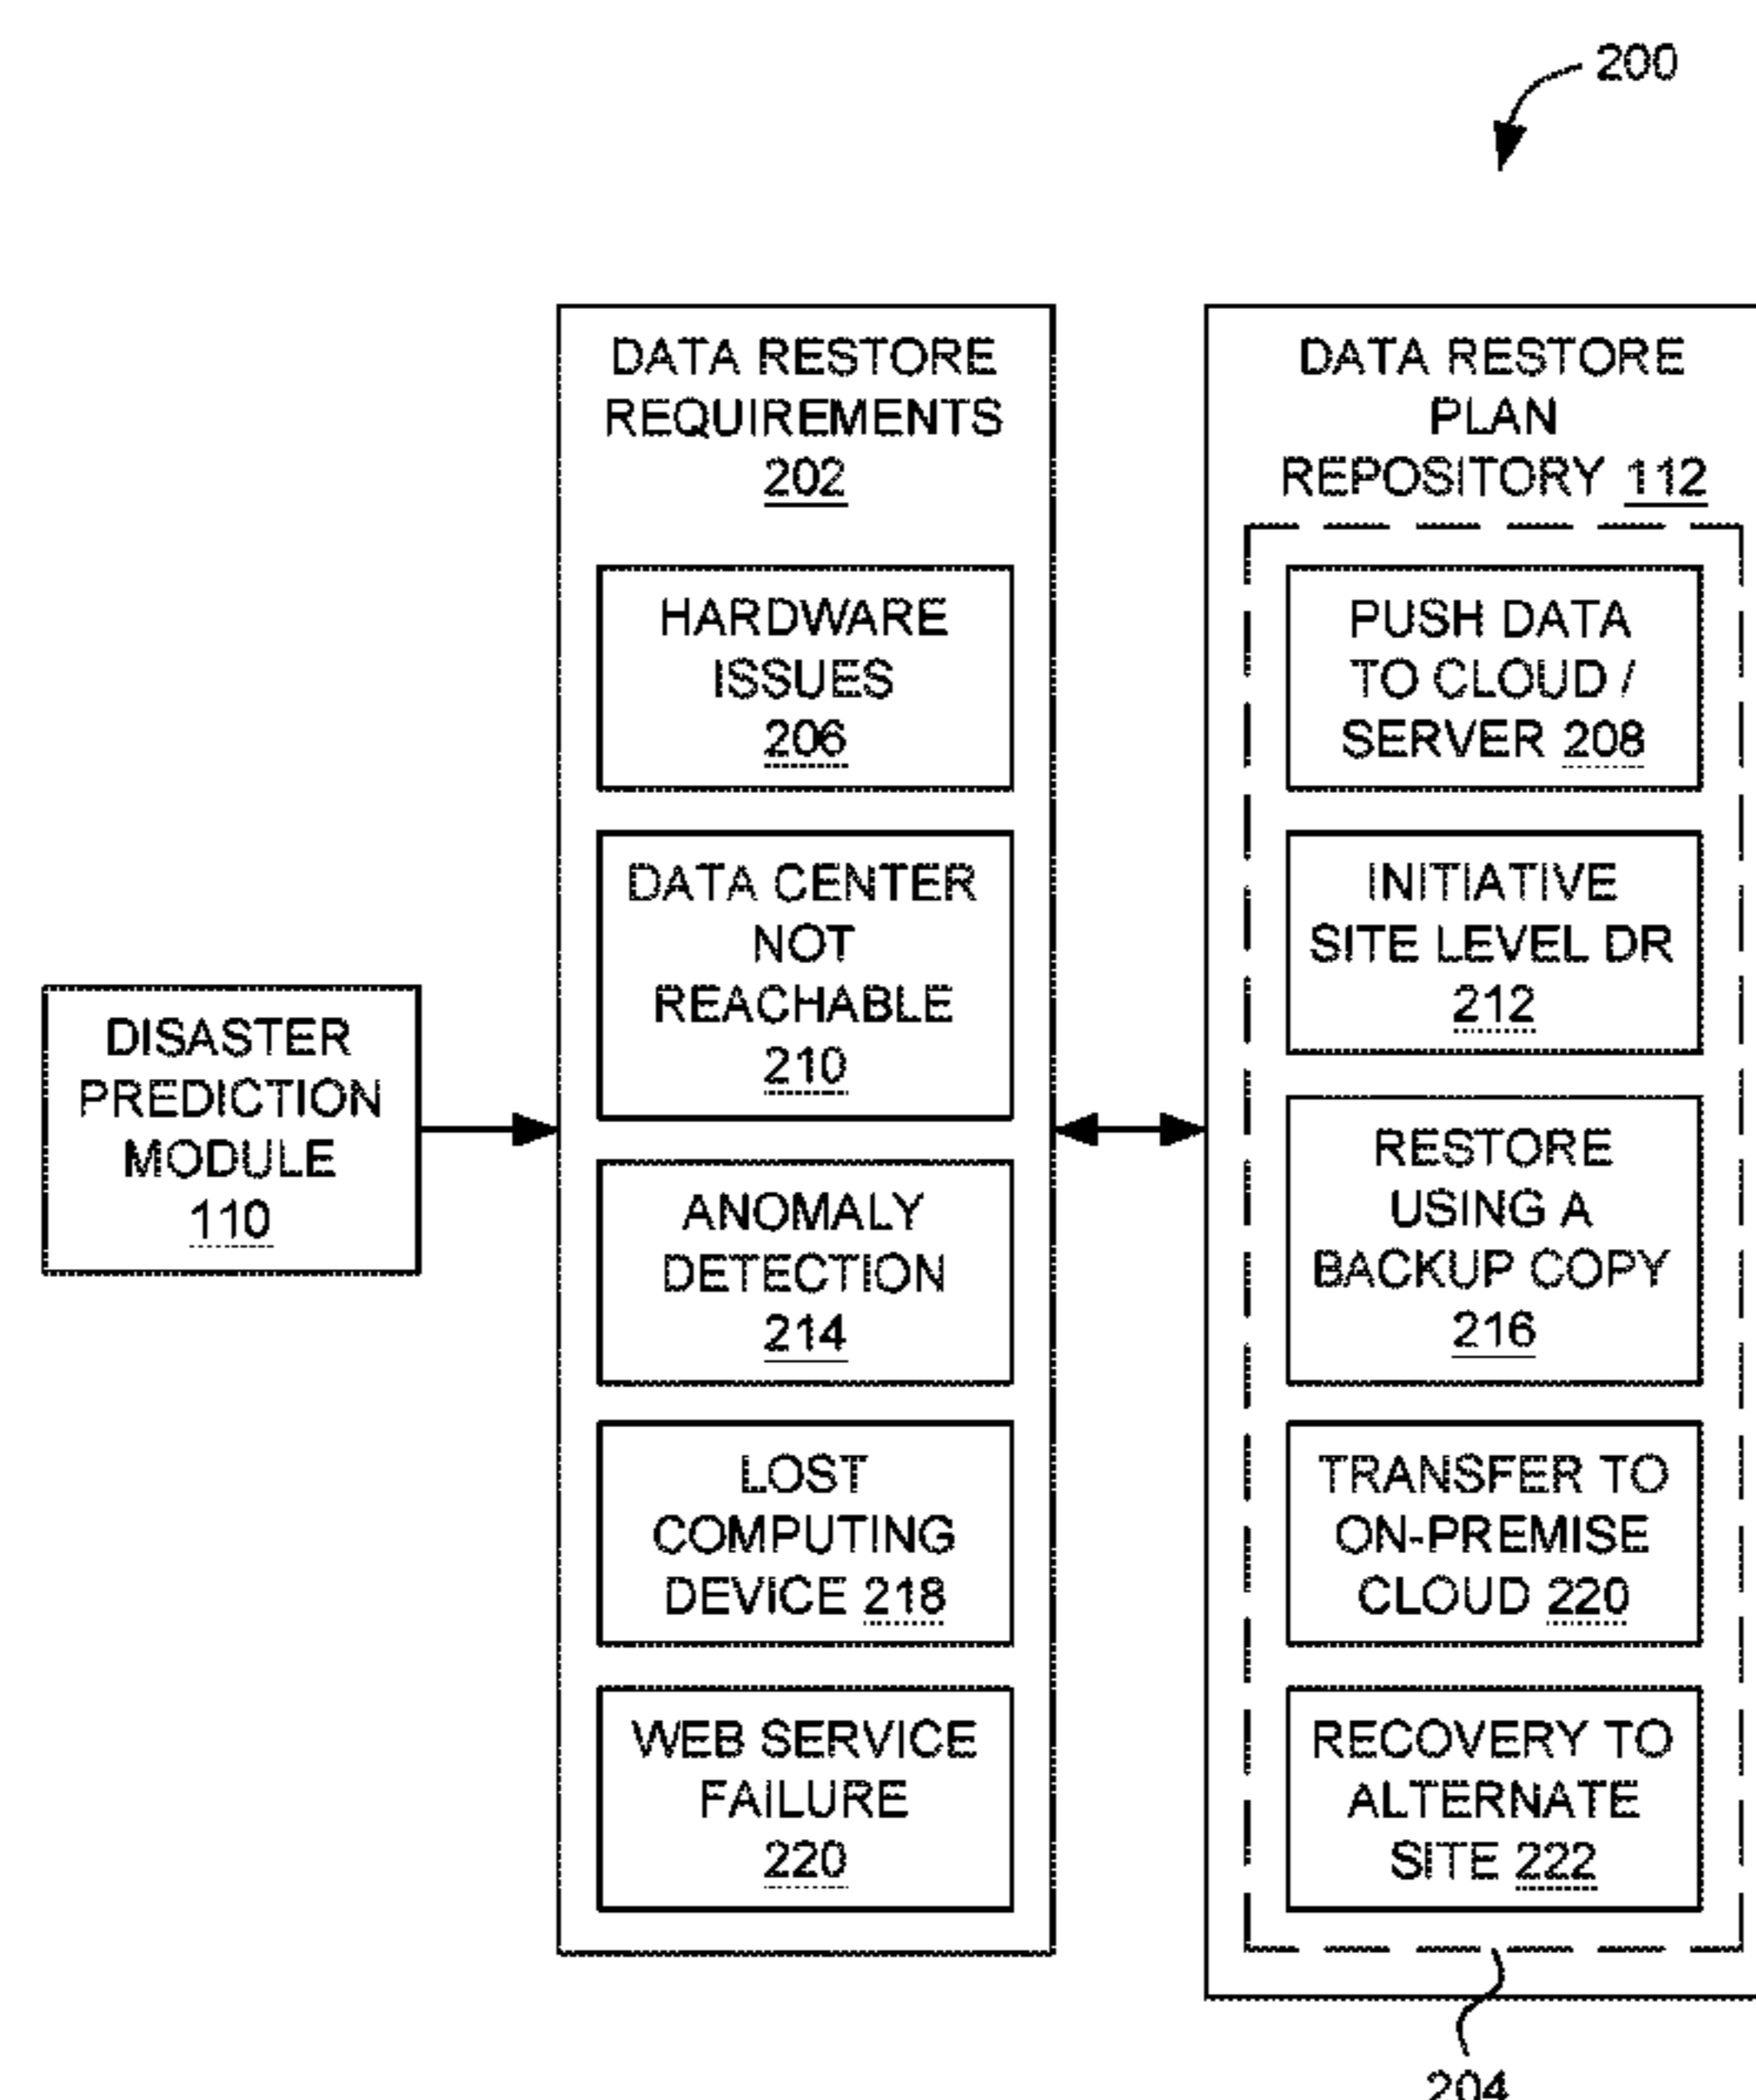 200
DATA RESTORE
REQUIREMENTS
202
HARDWARE
ISSUES
206
DATA CENTER
NOT
REACHABLE
210
ANOMALY
DETECTION
214
LOST
COMPUTING
DEVICE 218
WEB SERVICE
FAILURE
220
DATA RESTORE
PLAN
REPOSITORY 112
PUSH DATA
TO CLOUD /
SERVER 208
INITIATIVE
SITE LEVEL DR
212
RESTORE
USING A
BACKUP COPY
216
TRANSFER TO
ON-PREMISE
CLOUD 220
RECOVERY TO
ALTERNATE
SITE 222
DISASTER
PREDICTION
MODULE
110
204